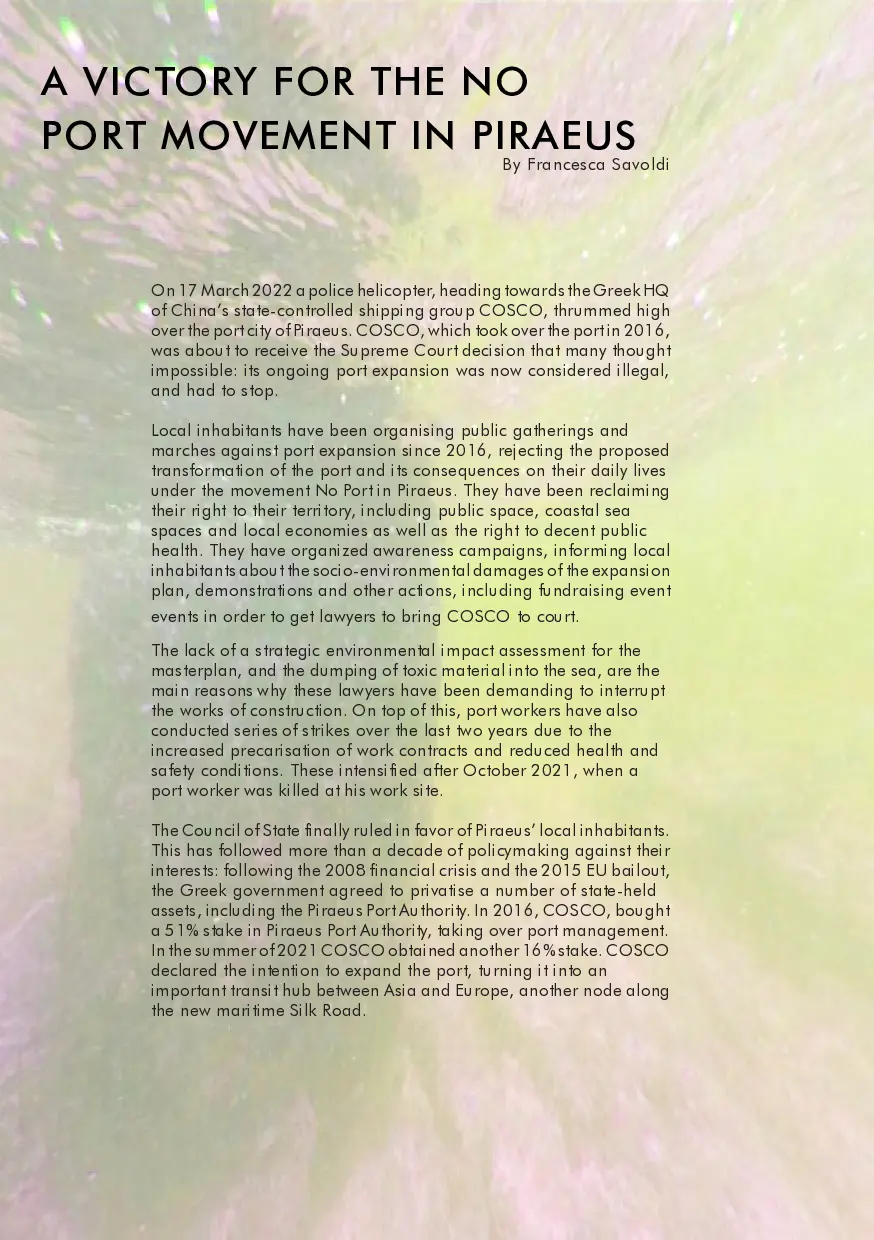 A VICTORY FOR THE NO
PORT MOVEMENT IN PIRAEUS
By Francesca Savoldi
On 17 March 2022 a police helicopter, heading towards the Greek HQ
of China's state-controlled shipping group COSCO, thrummed high
over the port city of Piraeus. COSCO, which took over the port in 2016,
was about to receive the Supreme Court decision that many thought
impossible: its ongoing port expansion was now considered illegal,
and had to stop.
Local inhabitants have been organising public gatherings and
marches against port expansion since 2016, rejecting the proposed
transformation of the port and its consequences on their daily lives
under the movement No Port in Piraeus. They have been reclaiming
their right to their territory, including public space, coastal sea
spaces and local economies as well as the right to decent public
health. They have organized awareness campaigns, informing local
inhabitants about the socio-environmental damages of the expansion
plan, demonstrations and other actions, including fundraising event
events in order to get lawyers to bring COSCO to court.
The lack of a strategic environmental impact assessment for the
masterplan, and the dumping of toxic material into the sea, are the
main reasons why these lawyers have been demanding to interrupt
the works of construction. On top of this, port workers have also
conducted series of strikes over the last two years due to the
increased precarisation of work contracts and reduced health and
safety conditions. These intensified after October 2021, when a
port worker was killed at his work site.
The Council of State finally ruled in favor of Piraeus' local inhabitants.
This has followed more than a decade of policymaking against their
interests: following the 2008 financial crisis and the 2015 EU bailout,
the Greek government agreed to privatise a number of state-held
assets, including the Piraeus Port Authority. In 2016, COSCO, bought
a 51% stake in Piraeus Port Authority, taking over port management.
In the summer of 2021 COSCO obtained another 16% stake. COSCO
declared the intention to expand the port, turning it into an
important transit hub between Asia and Europe, another node along
the new maritime Silk Road.